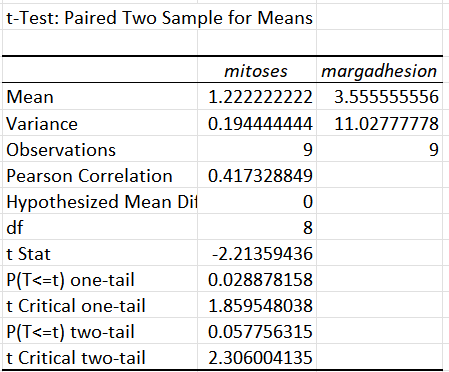 t-Test: Paired Two Sample for Means
mitoses margadhesion
Mean 1.222222222 3.555555556
Variance 0.194444444 11.02777778
Observations 9 9
Pearson Correlation 0.417328849
Hypothesized Mean Dif 0
df 8
t Stat -2.21359436
P(T<=t) one-tail 0.028878158
t Critical one-tail 1.859548038
P(T<=t) two-tail 0.057756315
t Critical two-tail 2.306004135